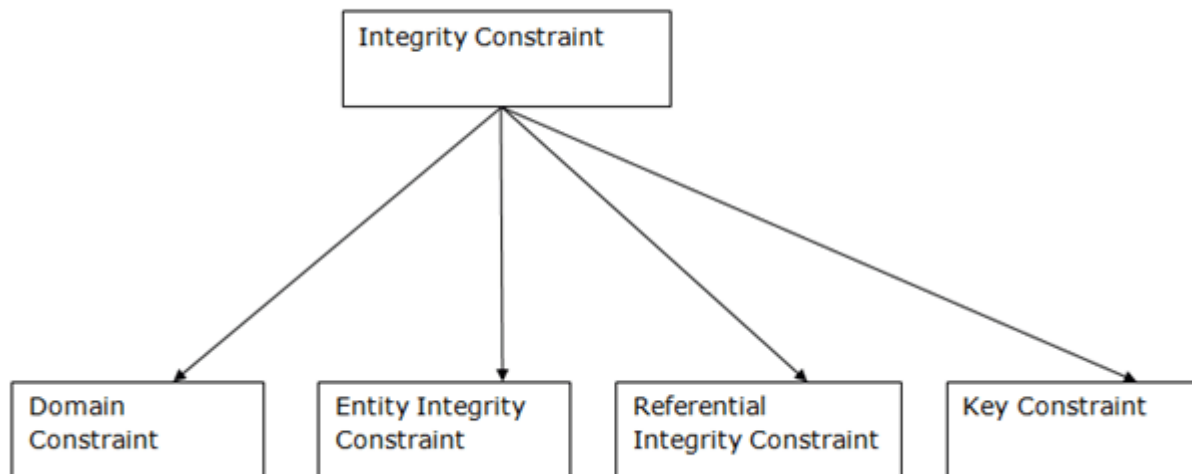 Integrity Constraint
Domain
Constraint
Entity Integrity
Constraint
Referential
Integrity Constraint
Key Constraint